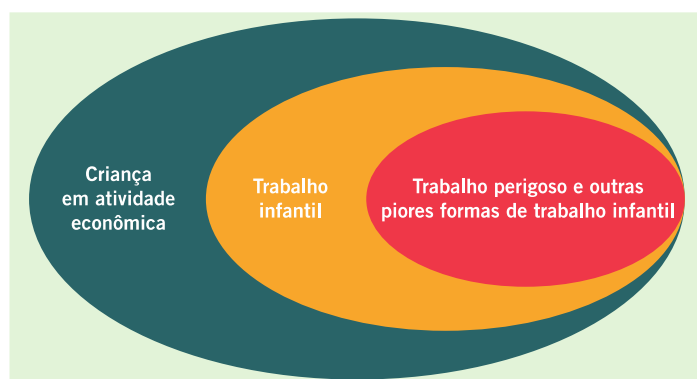 Criança
em atividade
econômica
Trabalho
infantil
Trabalho perigoso e outras
piores formas de trabalho infantil